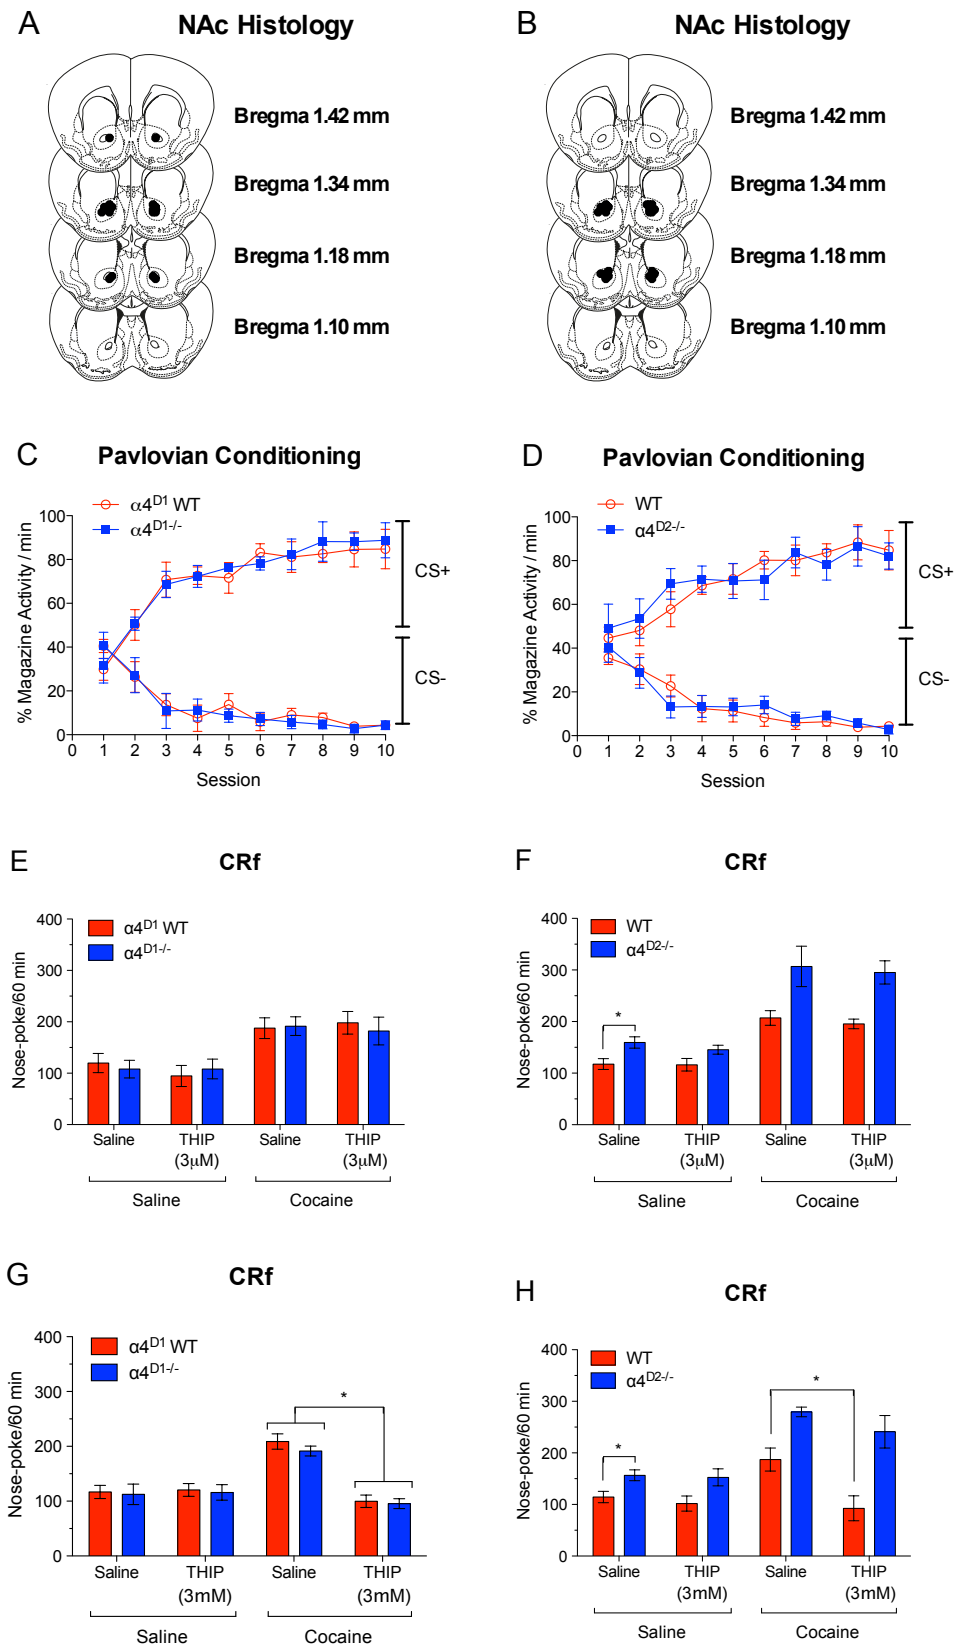 A NAc Histology
Bregma 1.42 mm
Bregma 1.34 mm
Bregma 1.18 mm
Bregma 1.10 mm
B NAc Histology
Bregma 1.42 mm
Bregma 1.34 mm
Bregma 1.18 mm
Bregma 1.10 mm
C Pavlovian Conditioning
α4D1 WT
α4D1-/-
% Magazine Activity / min
100
80
60
40
20
0
0 1 2 3 4 5 6 7 8 9 10
Session
CS+
CS-
D Pavlovian Conditioning
WT
α4D2-/-
% Magazine Activity / min
100
80
60
40
20
0
0 1 2 3 4 5 6 7 8 9 10
Session
CS+
CS-
E CRf
α4D1 WT
α4D1-/-
Nose-poke/60 min
400
300
200
100
0
Saline THIP Saline THIP
(3μM) (3μM)
Saline Cocaine
F CRf
WT
α4D2-/-
Nose-poke/60 min
400
300
200
100
0
*
Saline THIP Saline THIP
(3μM) (3μM)
Saline Cocaine
G CRf
α4D1 WT
α4D1-/-
Nose-poke/60 min
400
300
200
100
0
*
Saline THIP Saline THIP
(3mM) (3mM)
Saline Cocaine
H CRf
WT
α4D2-/-
Nose-poke/60 min
400
300
200
100
0
* *
Saline THIP Saline THIP
(3mM) (3mM)
Saline Cocaine